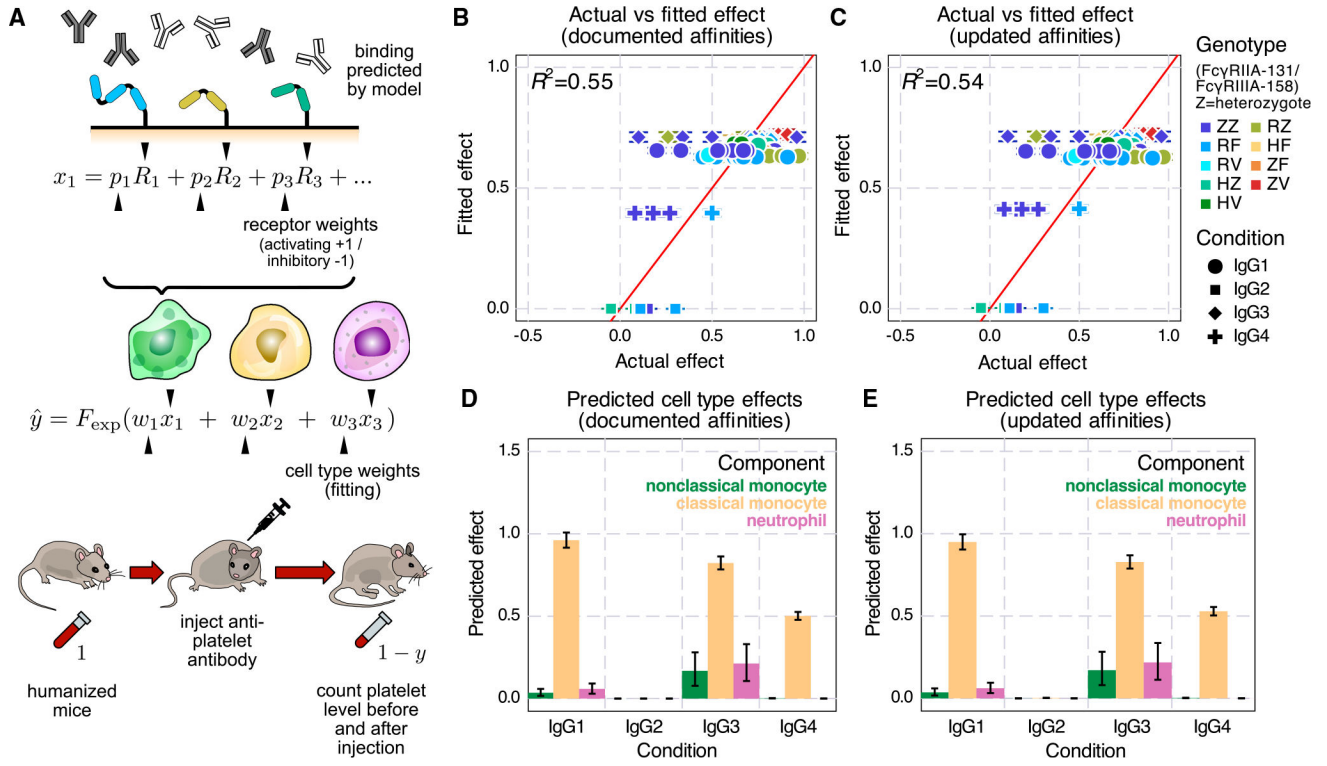 A
binding
predicted
by model
x₁ = p₁R₁ + p₂R₂ + p₃R₃ + ...
receptor weights
(activating +1 /
inhibitory -1)
ŷ = F_exp(w₁x₁ + w₂x₂ + w₃x₃)
cell type weights
(fitting)
1
inject anti-
platelet
antibody
1 − y
humanized
mice
count platelet
level before
and after
injection
B
Actual vs fitted effect
(documented affinities)
R²=0.55
Fitted effect
1.0
0.5
0.0
-0.5
0.0
0.5
1.0
Actual effect
C
Actual vs fitted effect
(updated affinities)
R²=0.54
Fitted effect
1.0
0.5
0.0
-0.5
0.0
0.5
1.0
Actual effect
Genotype
(FcγRIIA-131/
FcγRIIIA-158)
Z=heterozygote
ZZ
RF
RV
HZ
HV
RZ
HF
ZF
ZV
Condition
IgG1
IgG2
IgG3
IgG4
D
Predicted cell type effects
(documented affinities)
Component
nonclassical monocyte
classical monocyte
neutrophil
Predicted effect
1.5
1.0
0.5
0.0
IgG1 IgG2 IgG3 IgG4
Condition
E
Predicted cell type effects
(updated affinities)
Component
nonclassical monocyte
classical monocyte
neutrophil
Predicted effect
1.5
1.0
0.5
0.0
IgG1 IgG2 IgG3 IgG4
Condition